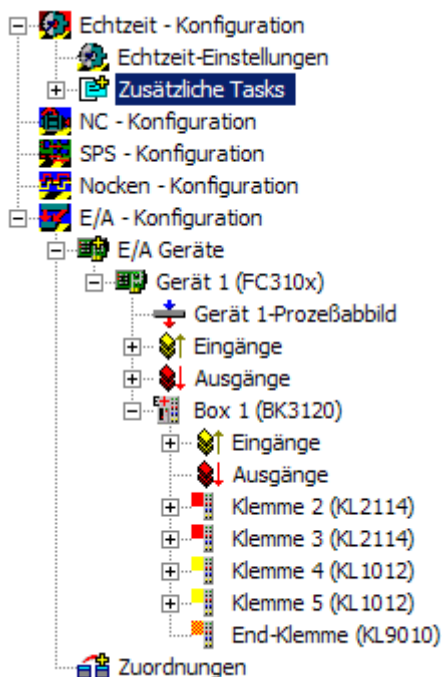 Echtzeit - Konfiguration
Echtzeit-Einstellungen
Zusätzliche Tasks
NC - Konfiguration
SPS - Konfiguration
Nocken - Konfiguration
E/A - Konfiguration
E/A Geräte
Gerät 1 (FC310x)
Gerät 1-Prozeßabbild
Eingänge
Ausgänge
Box 1 (BK3120)
Eingänge
Ausgänge
Klemme 2 (KL2114)
Klemme 3 (KL2114)
Klemme 4 (KL1012)
Klemme 5 (KL1012)
End-Klemme (KL9010)
Zuordnungen